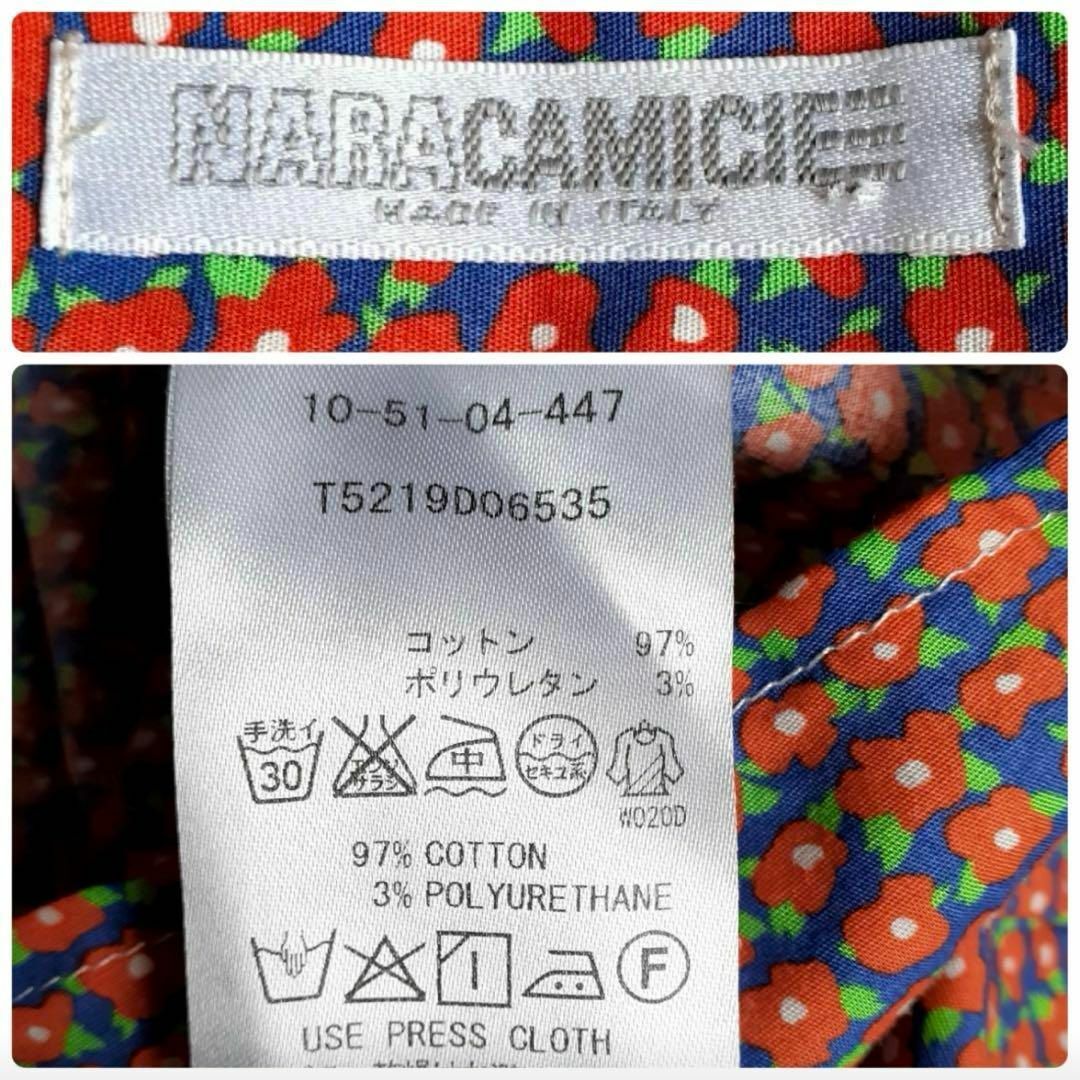 NARACAMICIE
MADE IN ITALY
10-51-04-447
T5219D06535
コットン 97%
ポリウレタン 3%
手洗イ
30
中
ドライ
セキユ系
W020D
97% COTTON
3% POLYURETHANE
F
USE PRESS CLOTH